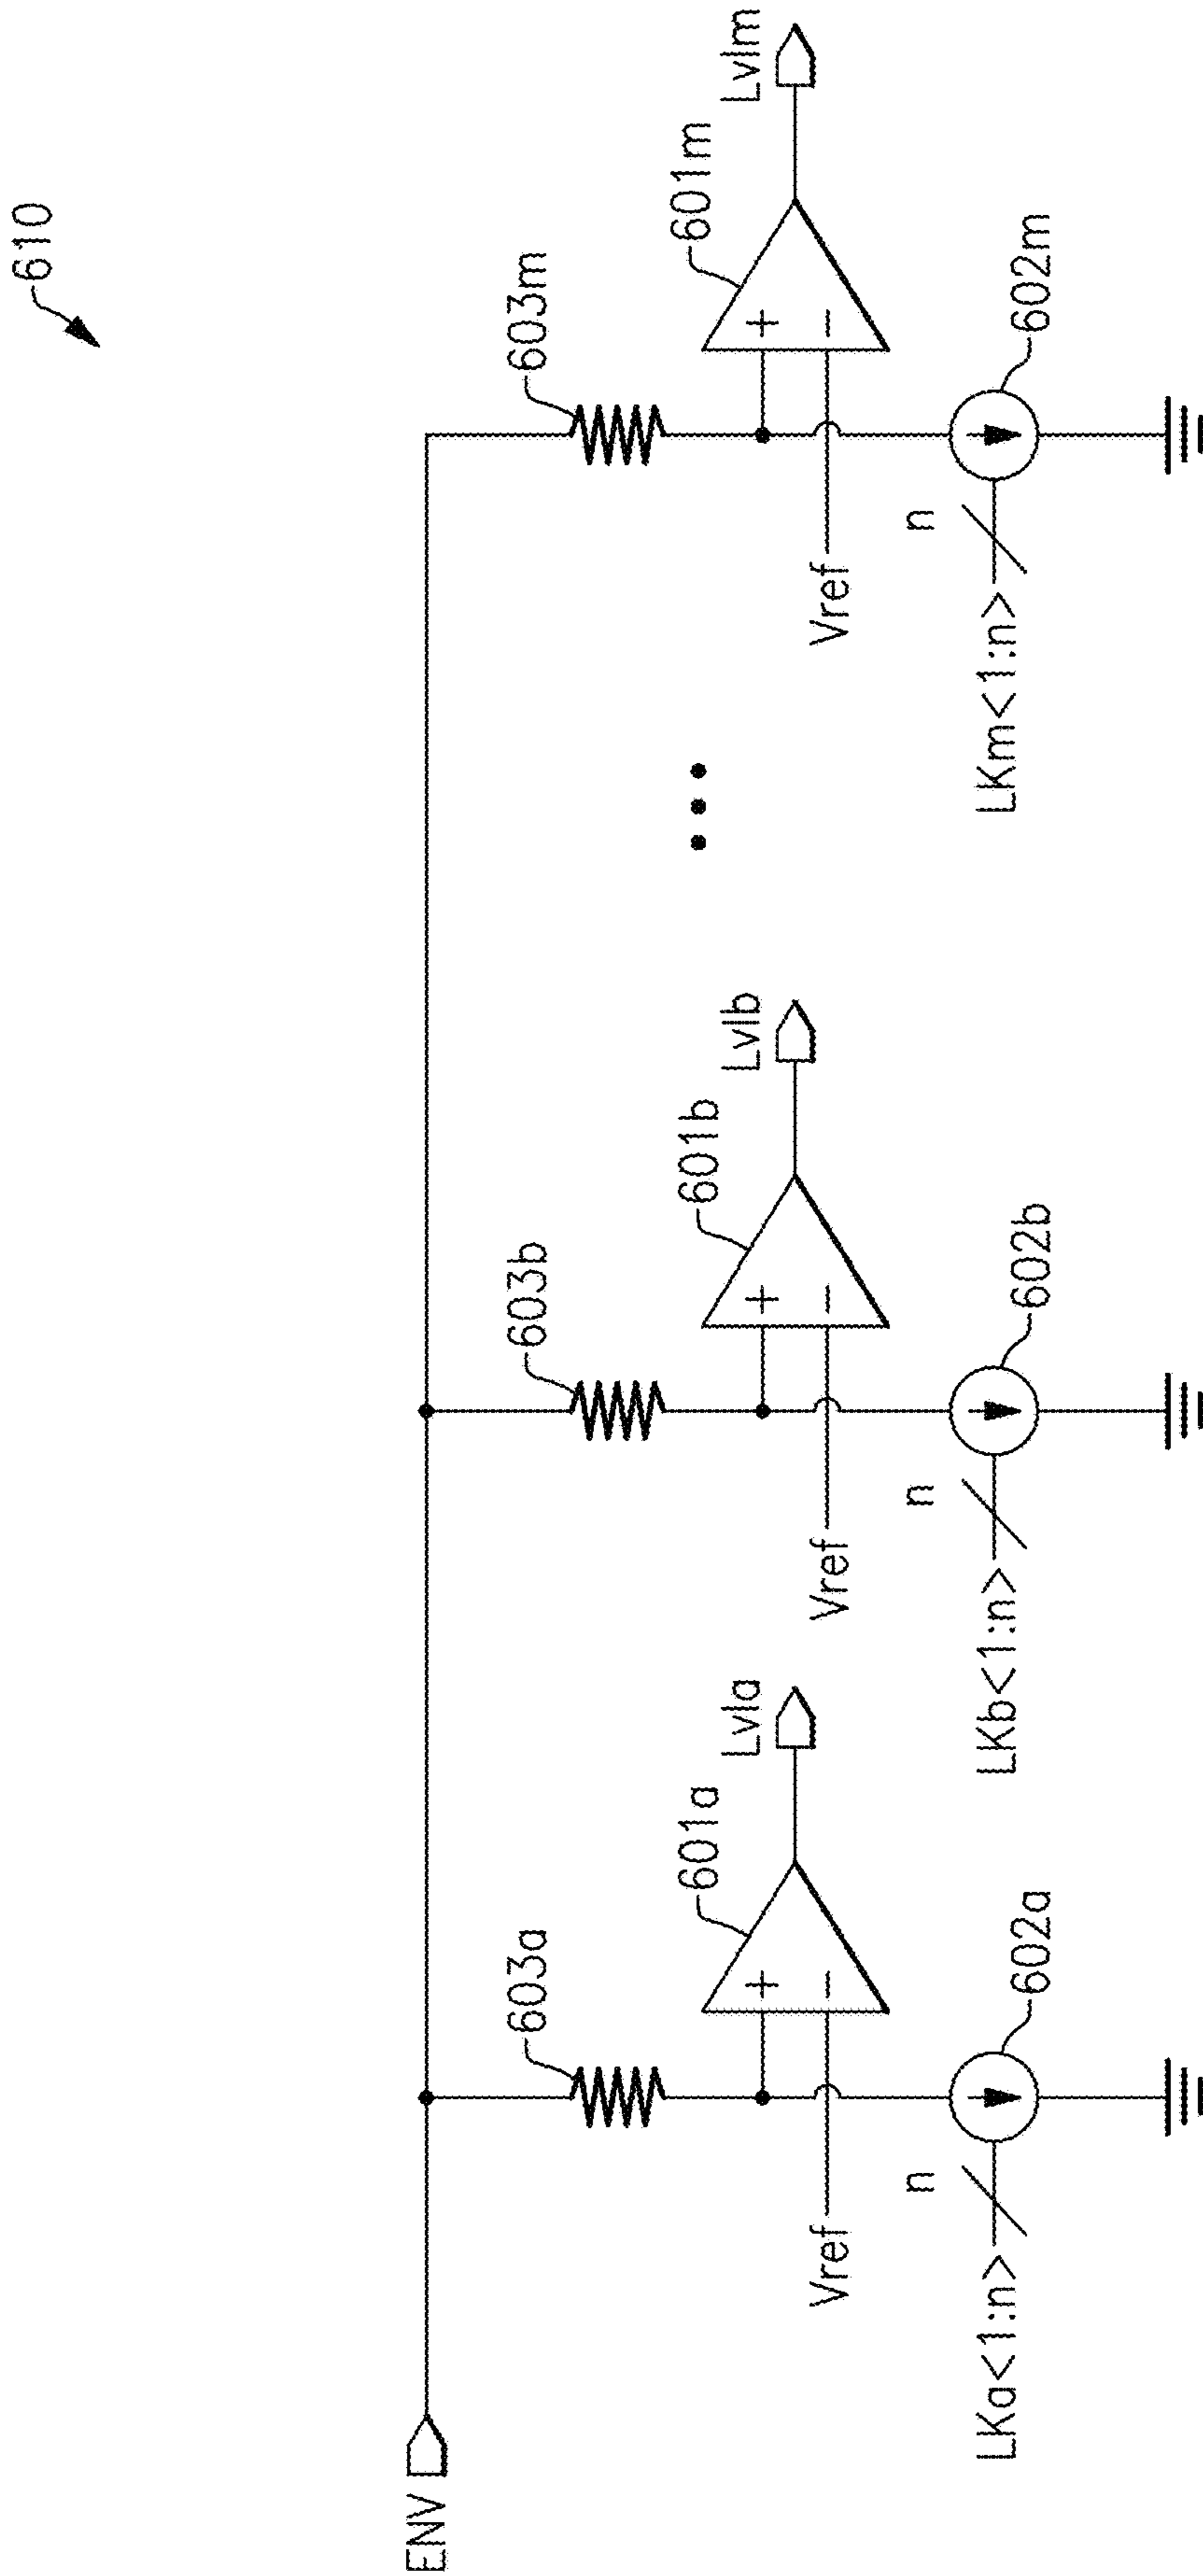 610
ENV
603a
603b
603m
601a
Lvla
601b
Lvlb
601m
Lvlm
+
−
+
−
+
−
Vref
Vref
Vref
n
n
n
LKa<1:n>
602a
LKb<1:n>
602b
LKm<1:n>
602m